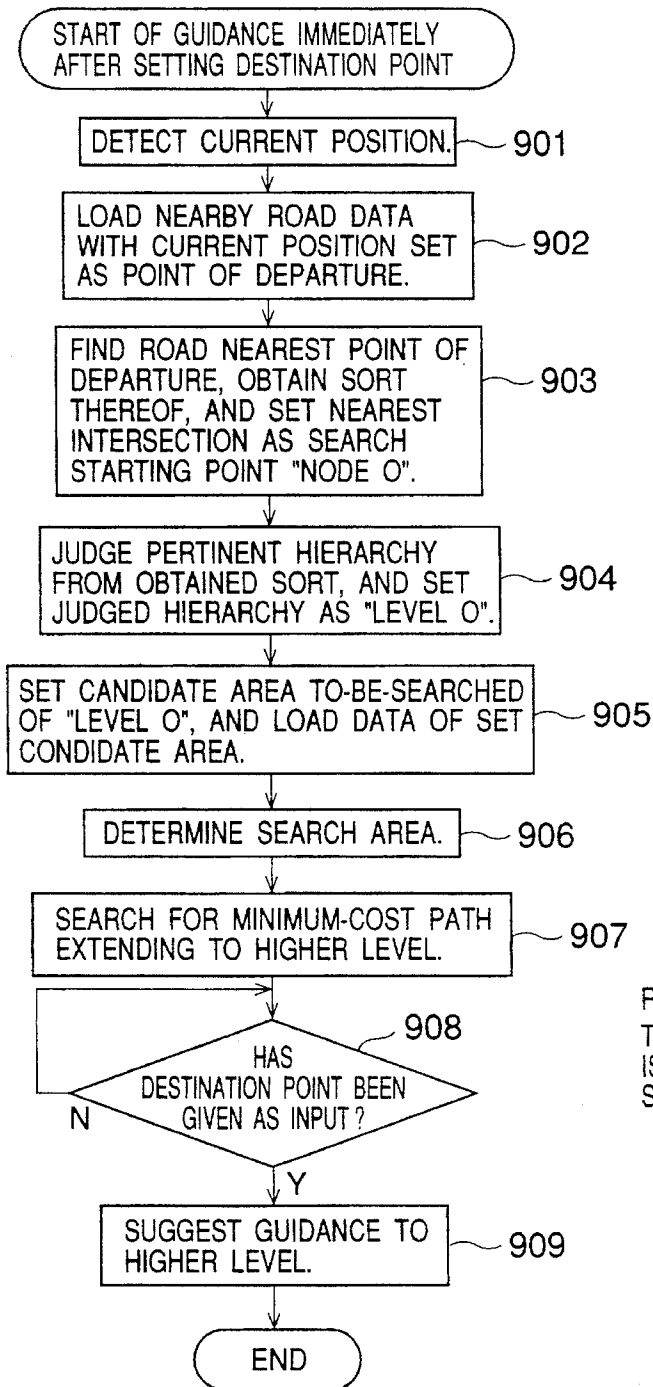 START OF GUIDANCE IMMEDIATELY
AFTER SETTING DESTINATION POINT
DETECT CURRENT POSITION.
901
LOAD NEARBY ROAD DATA
WITH CURRENT POSITION SET
AS POINT OF DEPARTURE.
902
FIND ROAD NEAREST POINT OF
DEPARTURE, OBTAIN SORT
THEREOF, AND SET NEAREST
INTERSECTION AS SEARCH
STARTING POINT "NODE O".
903
JUDGE PERTINENT HIERARCHY
FROM OBTAINED SORT, AND SET
JUDGED HIERARCHY AS "LEVEL O".
904
SET CANDIDATE AREA TO-BE-SEARCHED
OF "LEVEL O", AND LOAD DATA OF SET
CONDIDATE AREA.
905
DETERMINE SEARCH AREA.
906
SEARCH FOR MINIMUM-COST PATH
EXTENDING TO HIGHER LEVEL.
907
908
HAS
DESTINATION POINT BEEN
GIVEN AS INPUT?
N
Y
SUGGEST GUIDANCE TO
HIGHER LEVEL.
909
END